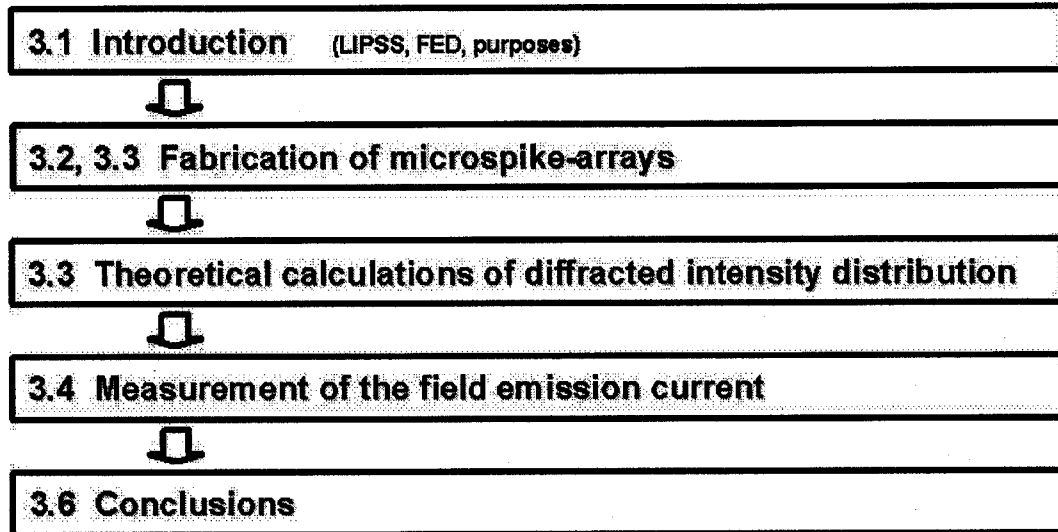 3.1 Introduction (LIPSS, FED, purposes)
3.2, 3.3 Fabrication of microspike-arrays
3.3 Theoretical calculations of diffracted intensity distribution
3.4 Measurement of the field emission current
3.6 Conclusions